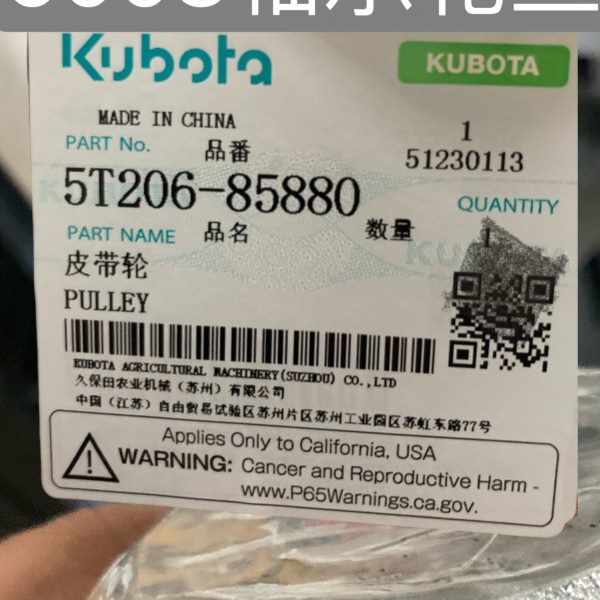 Kubota
KUBOTA
MADE IN CHINA
1
PART No. 品番
51230113
5T206-85880
QUANTITY
PART NAME 品名 数量
1
皮带轮
PULLEY
KUBOTA AGRICULTURAL MACHINERY(SUZHOU) CO.,LTD
久保田农业机械（苏州）有限公司
中国（江苏）自由贸易试验区苏州片区苏州工业园区苏虹东路77号
Applies Only to California, USA
WARNING: Cancer and Reproductive Harm -
www.P65Warnings.ca.gov.